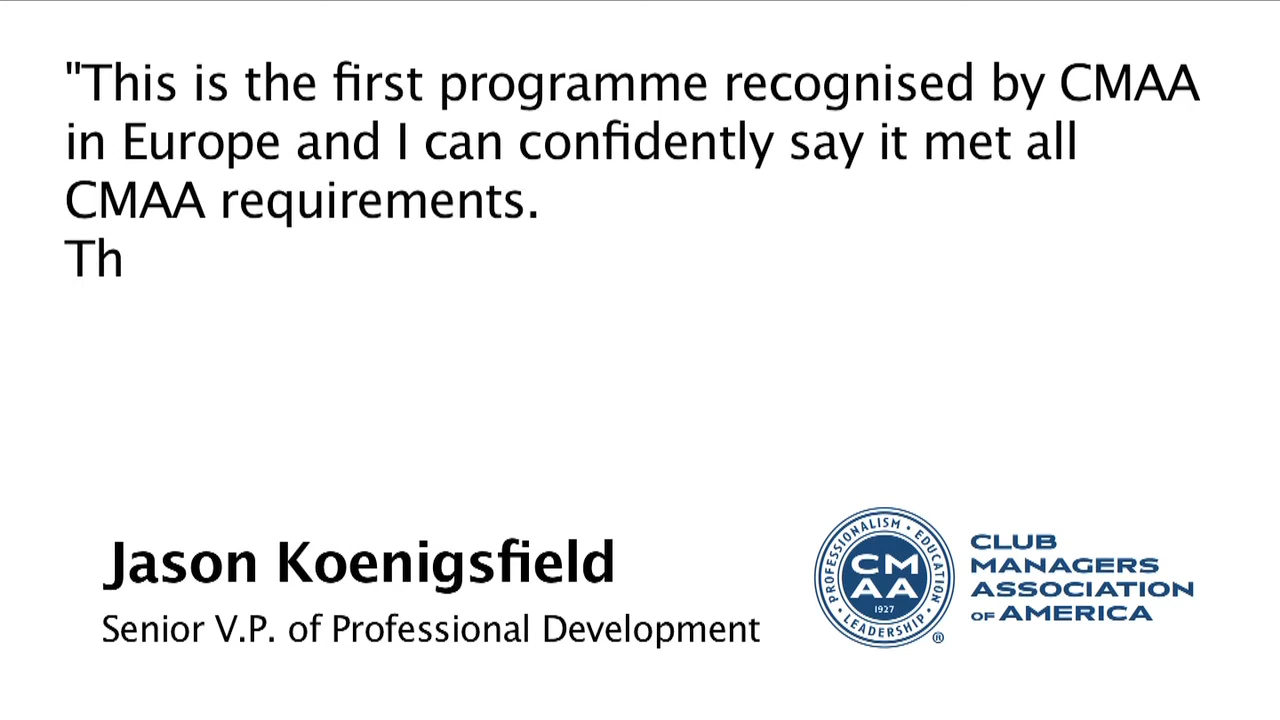 "This is the first programme recognised by CMAA
in Europe and I can confidently say it met all
CMAA requirements.
Th
Jason Koenigsfield
Senior V.P. of Professional Development
PROFESSIONALISM · EDUCATION · LEADERSHIP ·
CM
AA
1927
®
CLUB
MANAGERS
ASSOCIATION
OF AMERICA